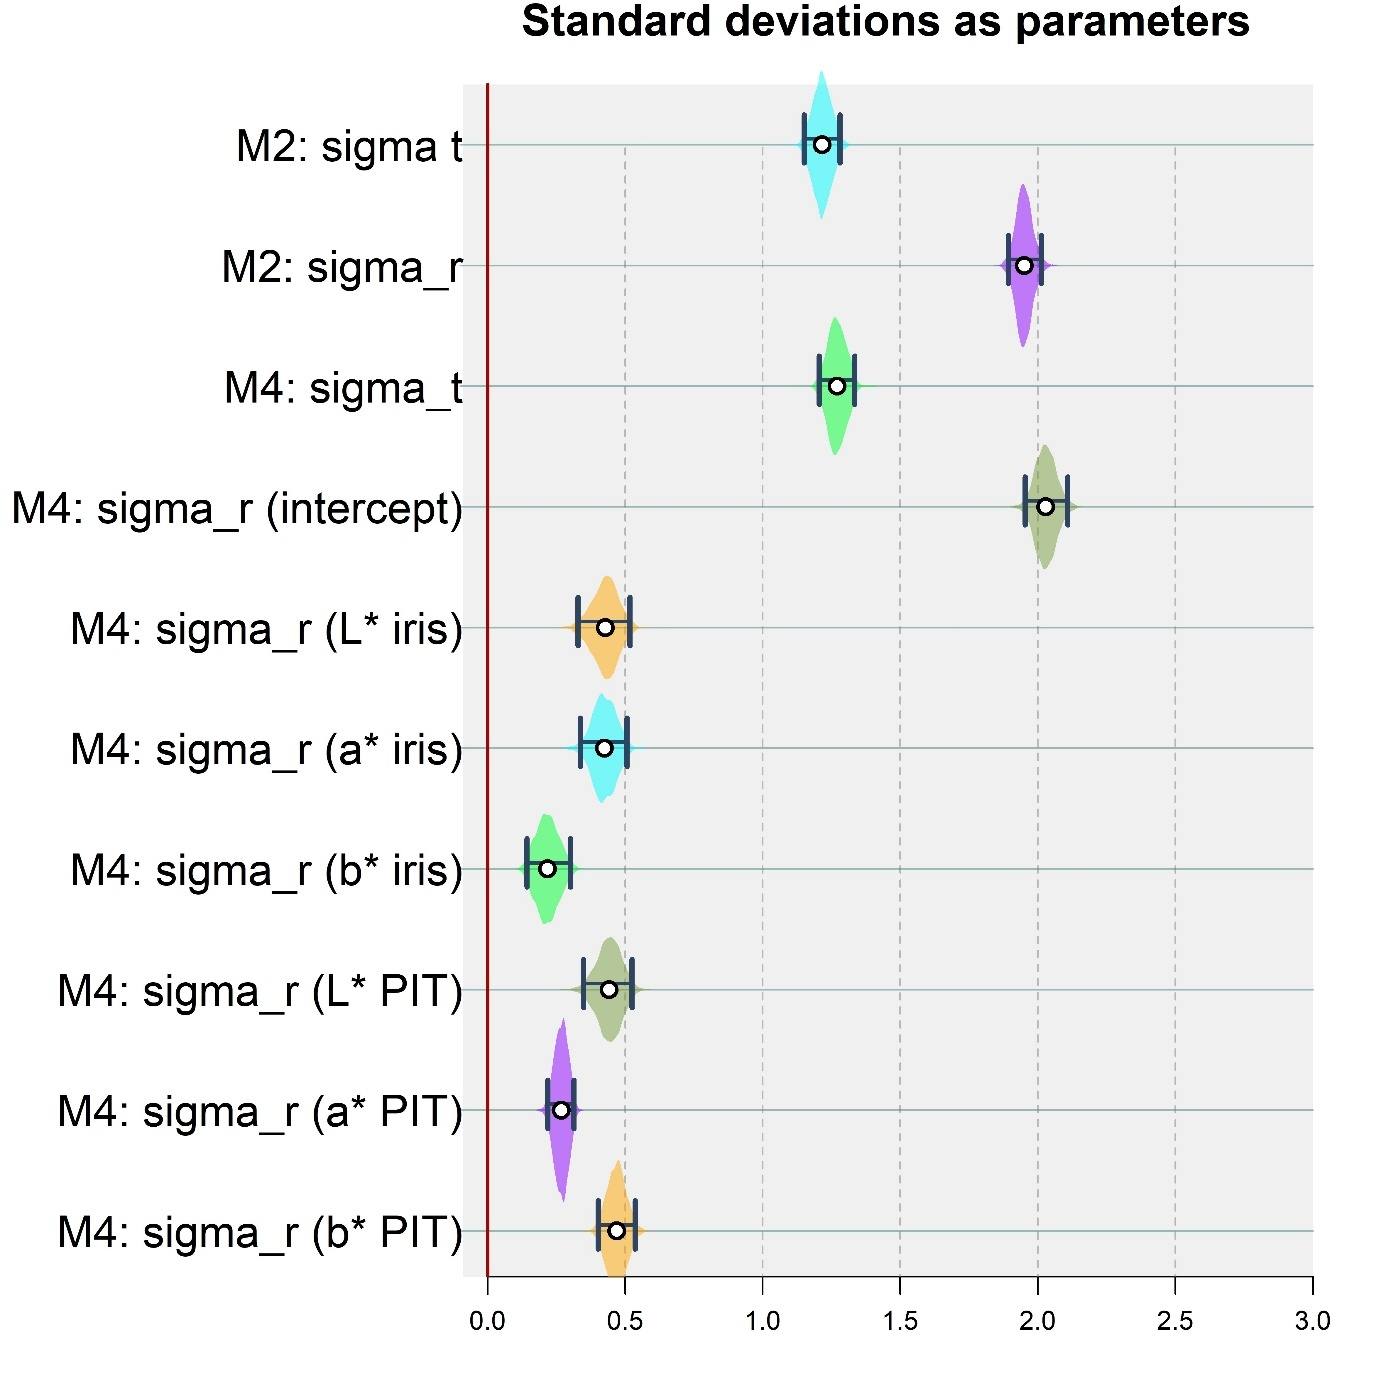 Standard deviations as parameters
M2: sigma t
M2: sigma_r
M4: sigma_t
M4: sigma_r (intercept)
M4: sigma_r (L* iris)
M4: sigma_r (a* iris)
M4: sigma_r (b* iris)
M4: sigma_r (L* PIT)
M4: sigma_r (a* PIT)
M4: sigma_r (b* PIT)
0.0 0.5 1.0 1.5 2.0 2.5 3.0